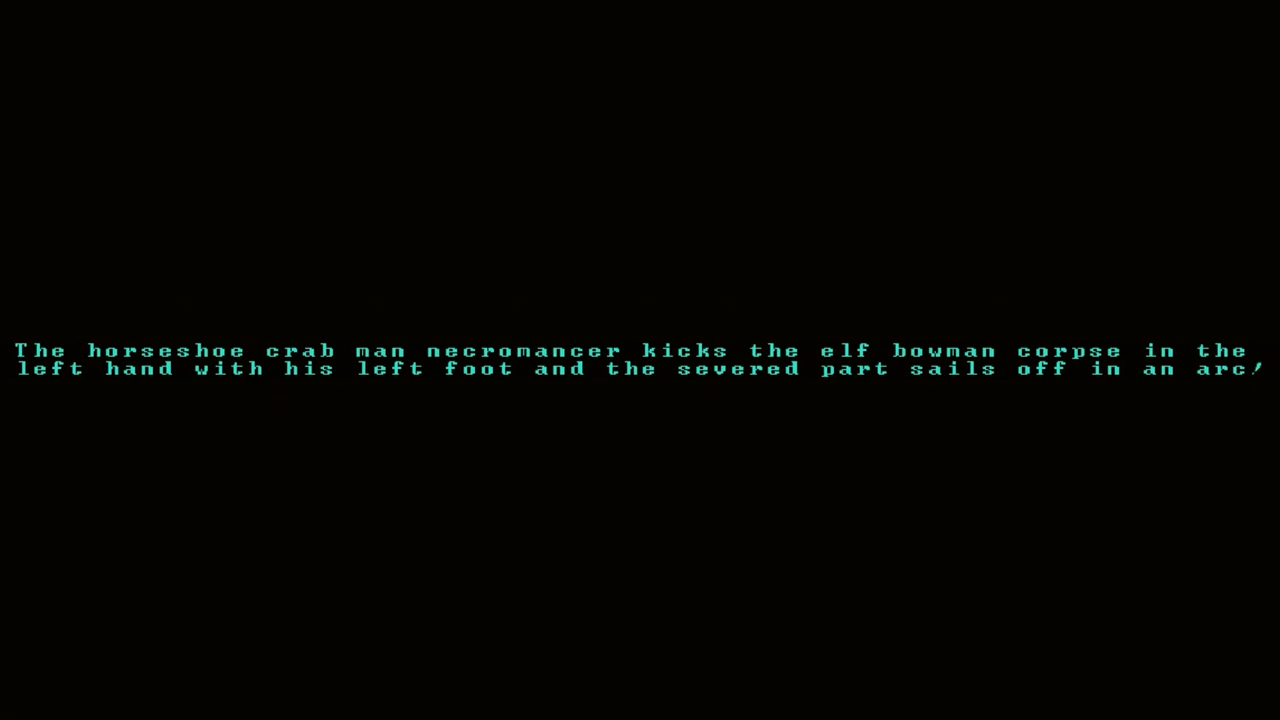 The horseshoe crab man necromancer kicks the elf bowman corpse in the
left hand with his left foot and the severed part sails off in an arc!